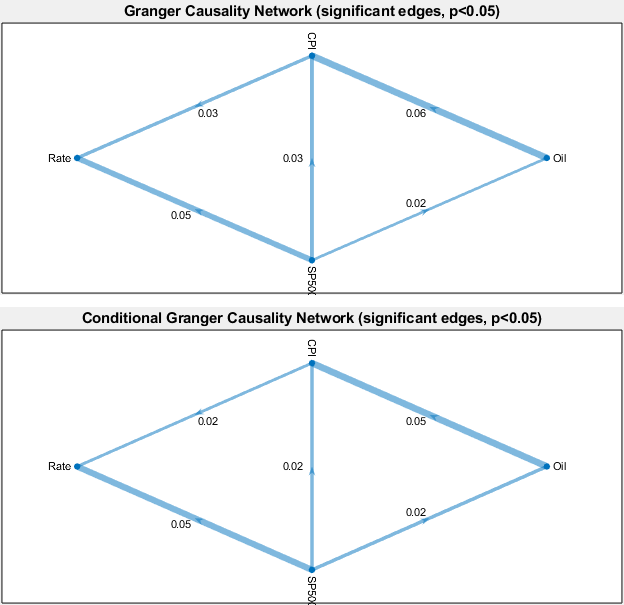 Granger Causality Network (significant edges, p<0.05)
CPI
0.03
0.06
Rate
0.03
Oil
0.05
0.02
SP50
Conditional Granger Causality Network (significant edges, p<0.05)
CPI
0.02
0.05
Rate
0.02
Oil
0.05
0.02
SP50